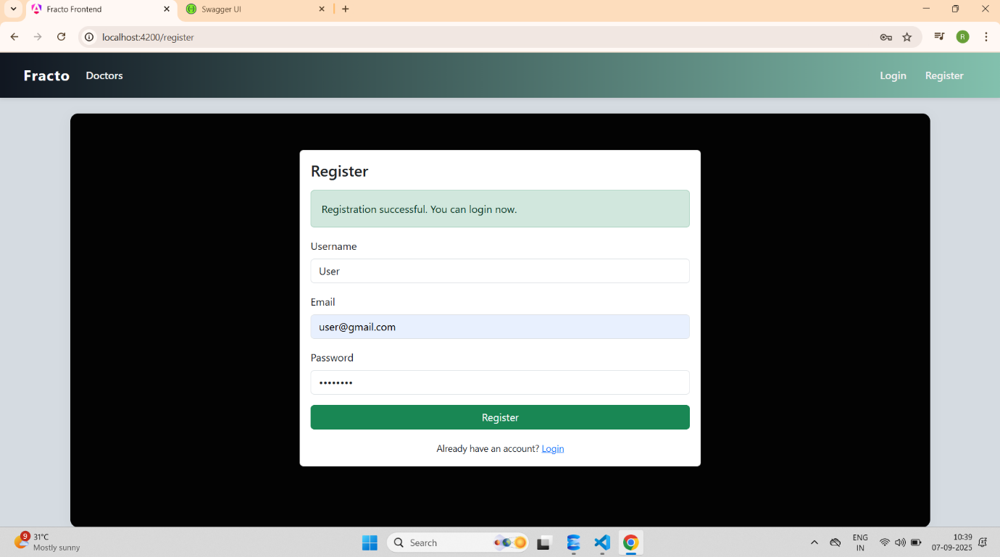 Fracto Frontend
Swagger UI
localhost:4200/register
R
Fracto
Doctors
Login
Register
Register
Registration successful. You can login now.
Username
User
Email
user@gmail.com
Password
••••••••
Register
Already have an account? Login
9
31°C
Mostly sunny
Search
ENG
IN
10:39
07-09-2025